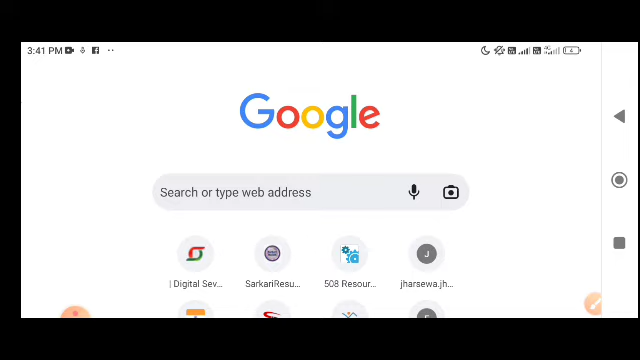 3:41 PM
Google
Search or type web address
| Digital Sev...
SarkariResu...
508 Resour...
jharsewa.jh...